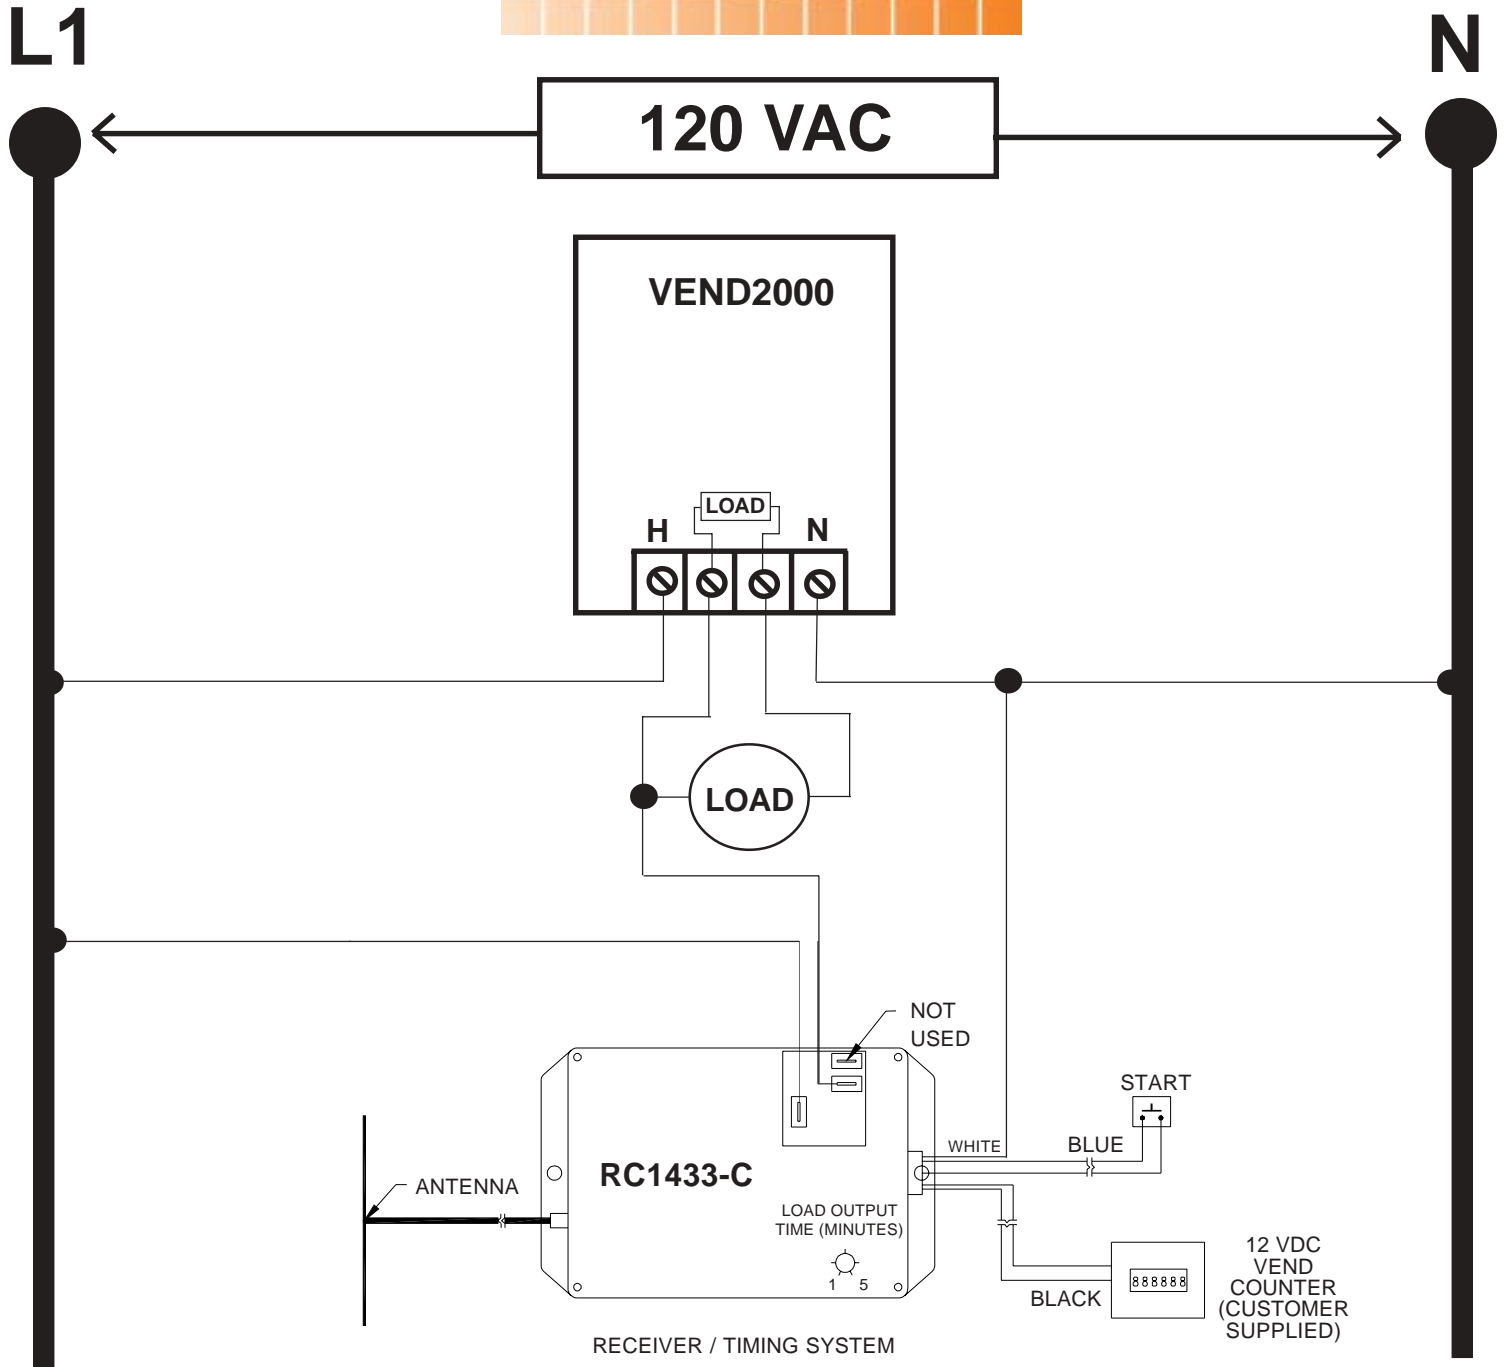 L1
N
120 VAC
VEND2000
LOAD
H
N
LOAD
NOT
USED
START
WHITE
BLUE
RC1433-C
ANTENNA
LOAD OUTPUT
TIME (MINUTES)
1 5
12 VDC
VEND
COUNTER
(CUSTOMER
SUPPLIED)
888888
BLACK
RECEIVER / TIMING SYSTEM